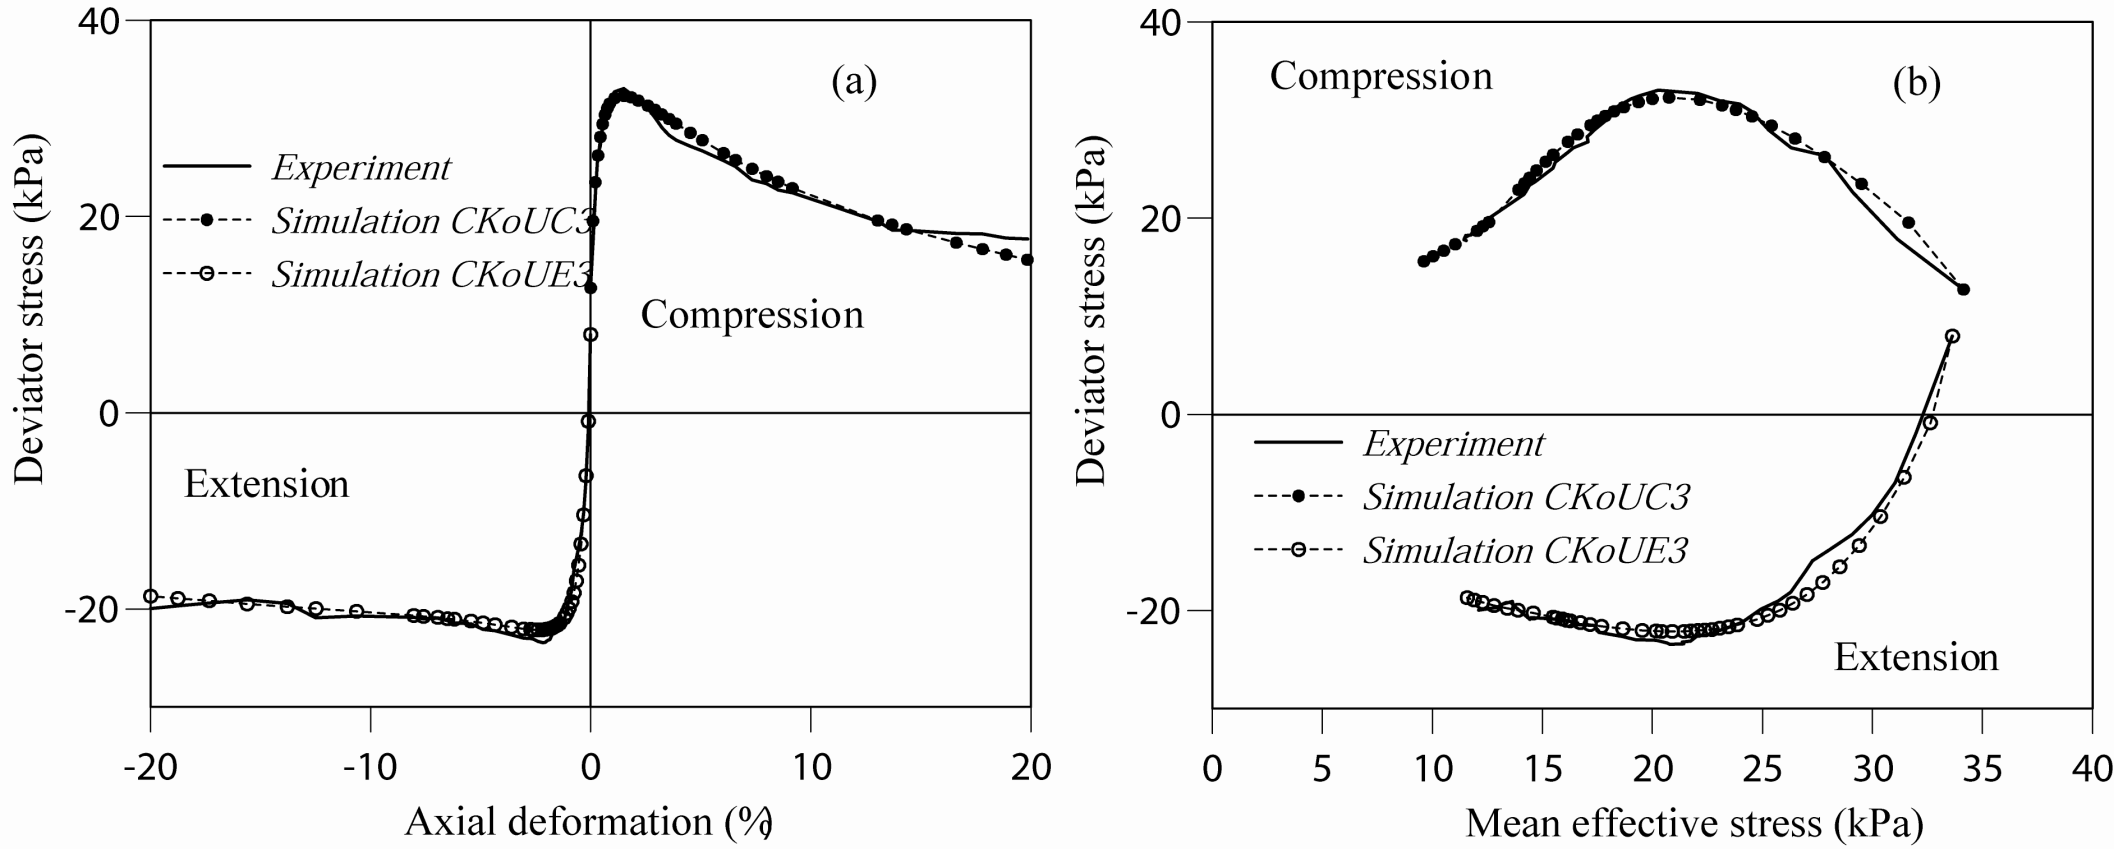 40
20
0
-20
Deviator stress (kPa)
(a)
Experiment
Simulation CKoUC3
Simulation CKoUE3
Compression
Extension
-20
-10
0
10
20
Axial deformation (%)
40
20
0
-20
Deviator stress (kPa)
Compression
(b)
Experiment
Simulation CKoUC3
Simulation CKoUE3
Extension
0
5
10
15
20
25
30
35
40
Mean effective stress (kPa)